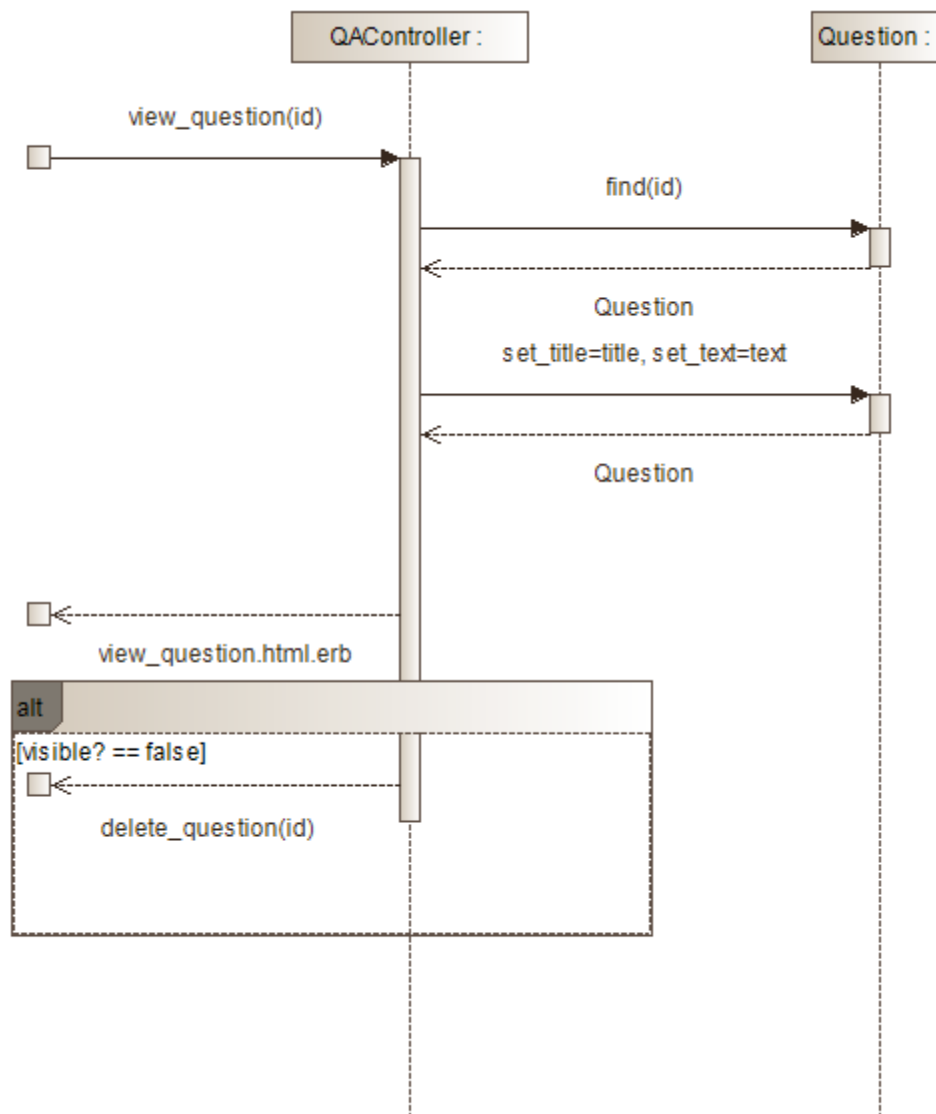 QAController :
Question :
view_question(id)
find(id)
Question
set_title=title, set_text=text
Question
view_question.html.erb
alt
[visible? == false]
delete_question(id)